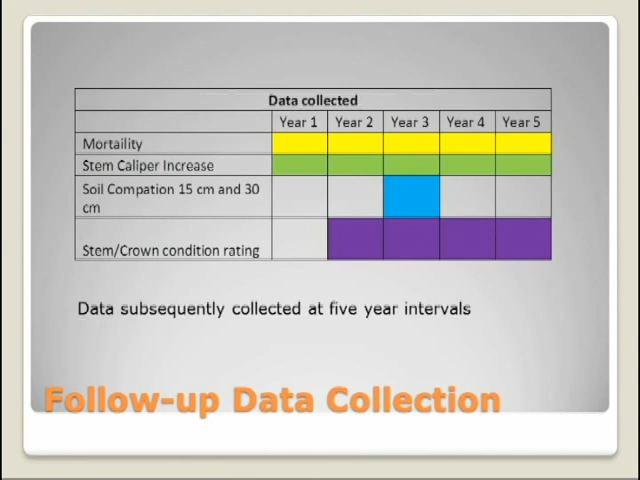 Data collected
Year 1 Year 2 Year 3 Year 4 Year 5
Mortaility
Stem Caliper Increase
Soil Compation 15 cm and 30
cm
Stem/Crown condition rating
Data subsequently collected at five year intervals
Follow-up Data Collection